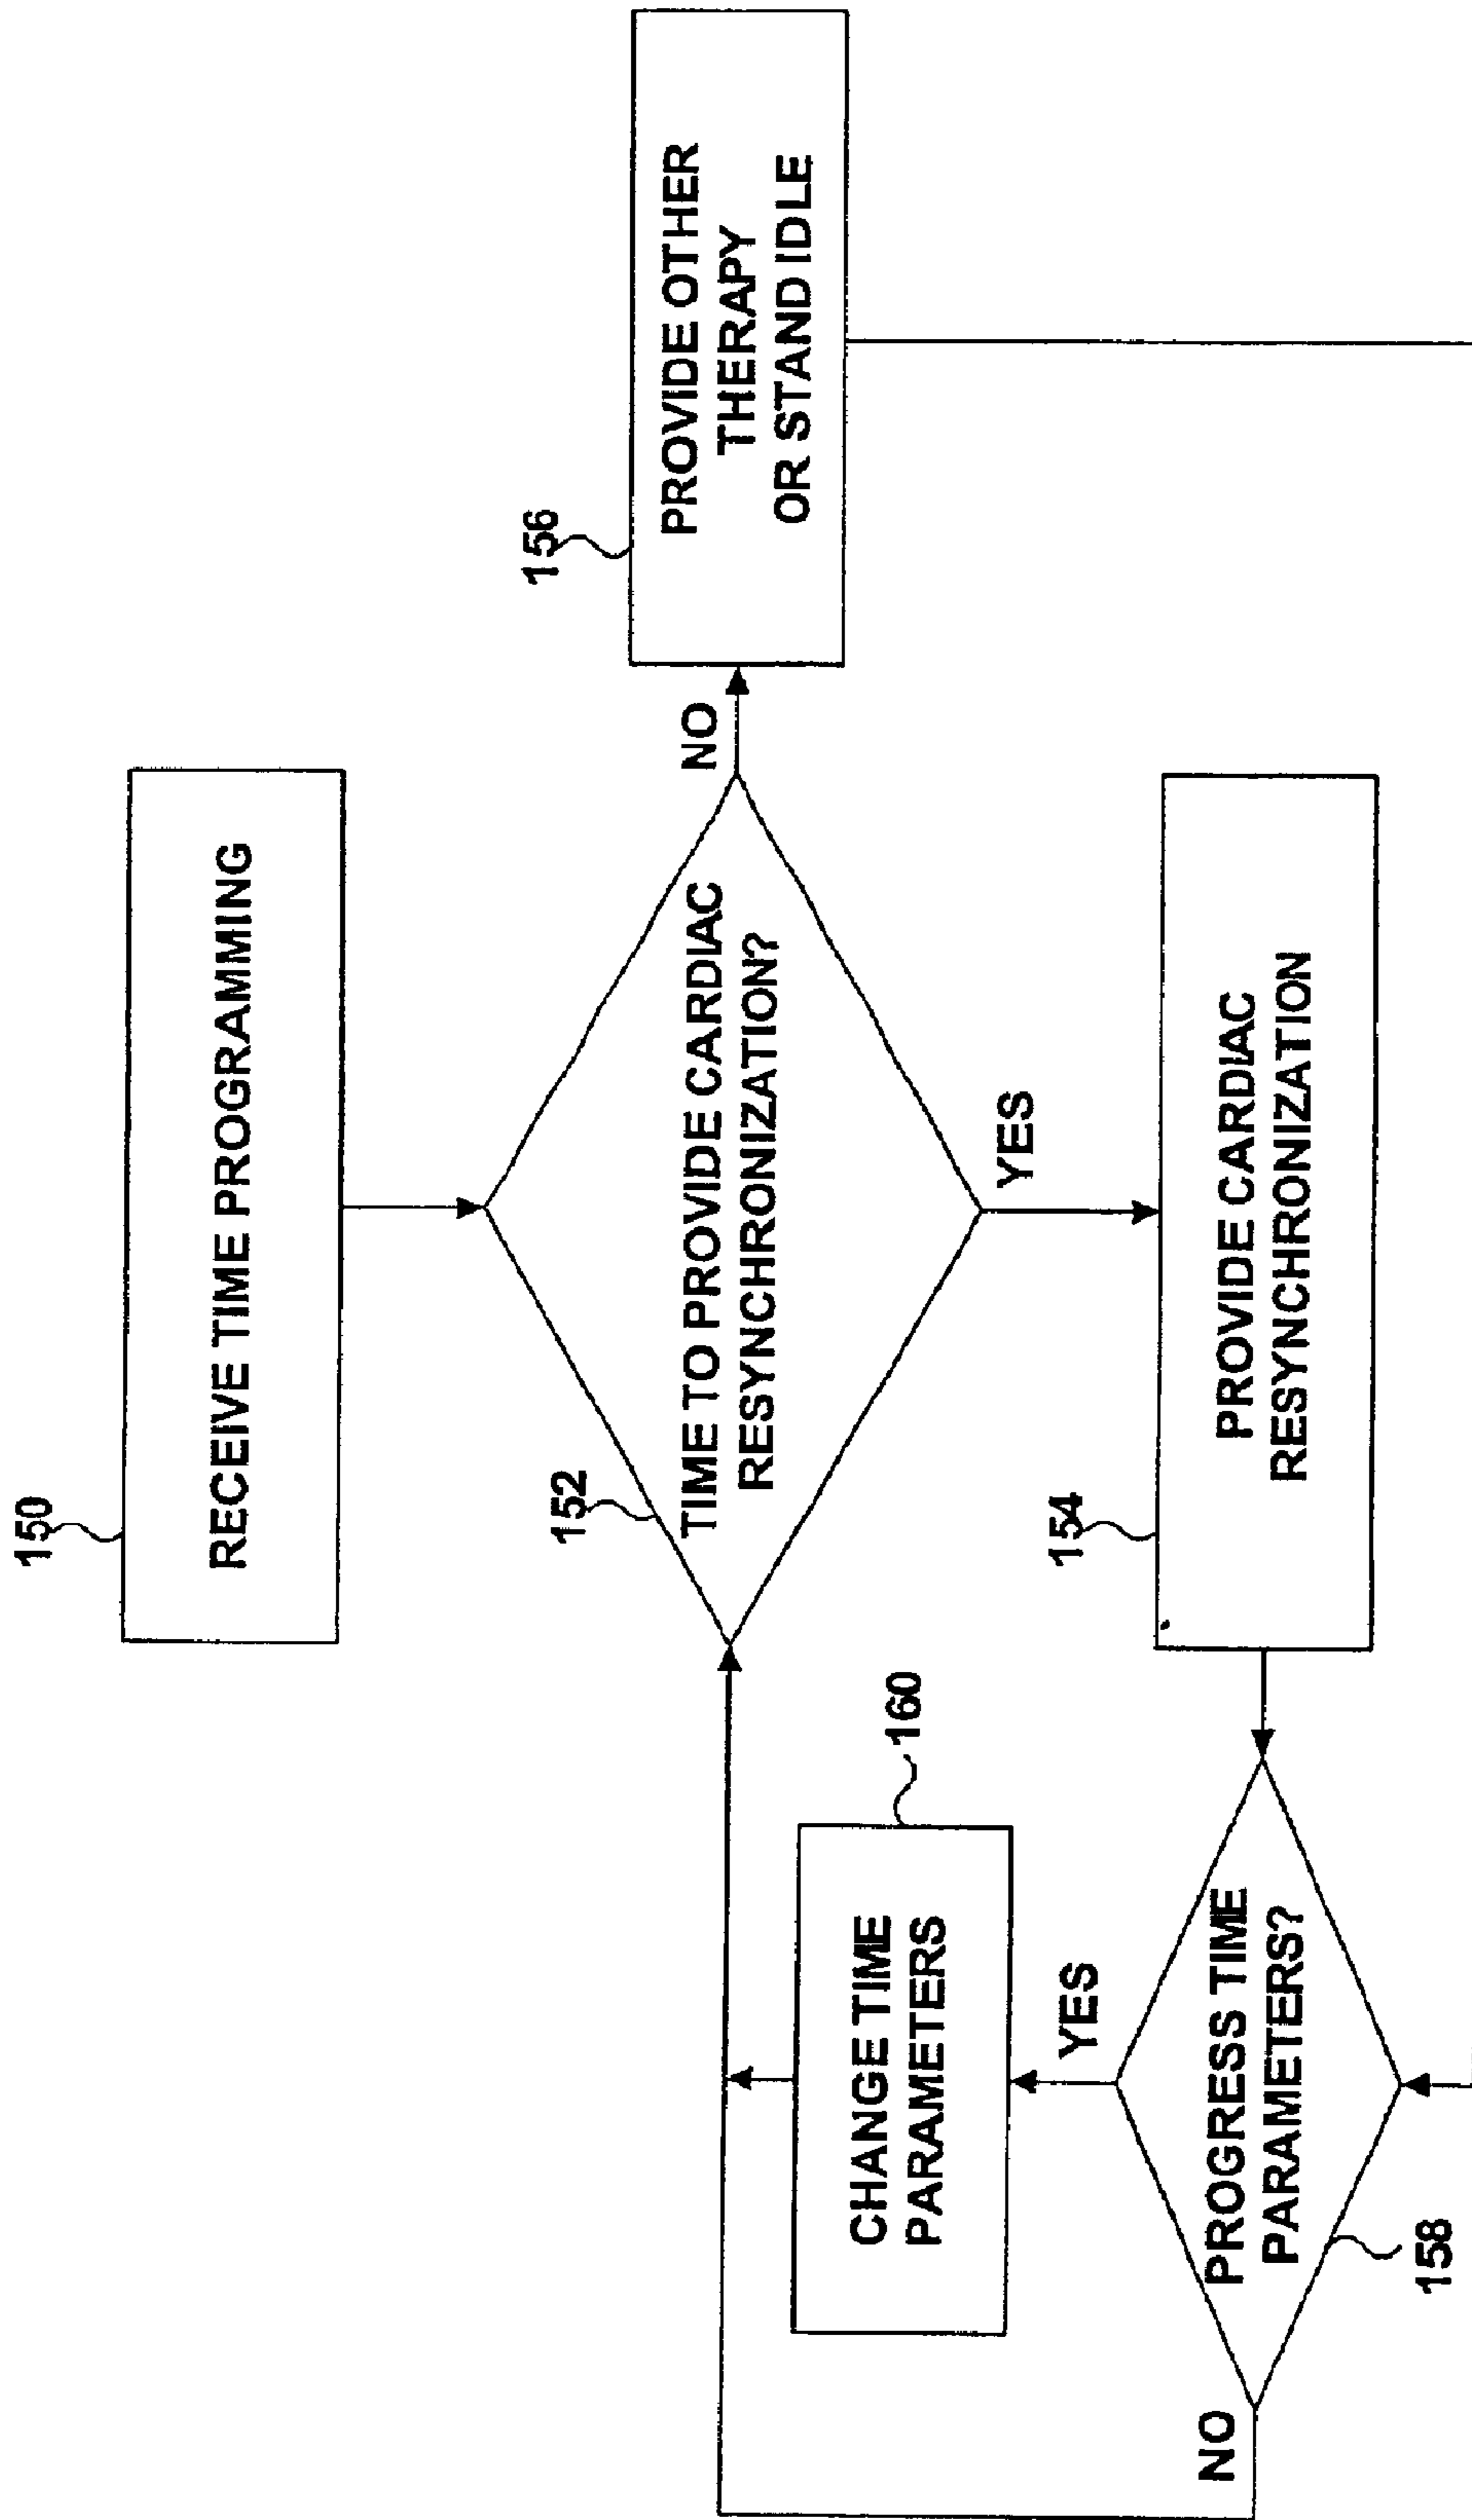 150
RECEIVE TIME PROGRAMMING
152
TIME TO PROVIDE CARDIAC
RESYNCHRONIZATION?
NO
156
PROVIDE OTHER
THERAPY
OR STAND IDLE
YES
154
PROVIDE CARDIAC
RESYNCHRONIZATION
160
CHANGE TIME
PARAMETERS
YES
PROGRESS TIME
PARAMETERS?
158
NO